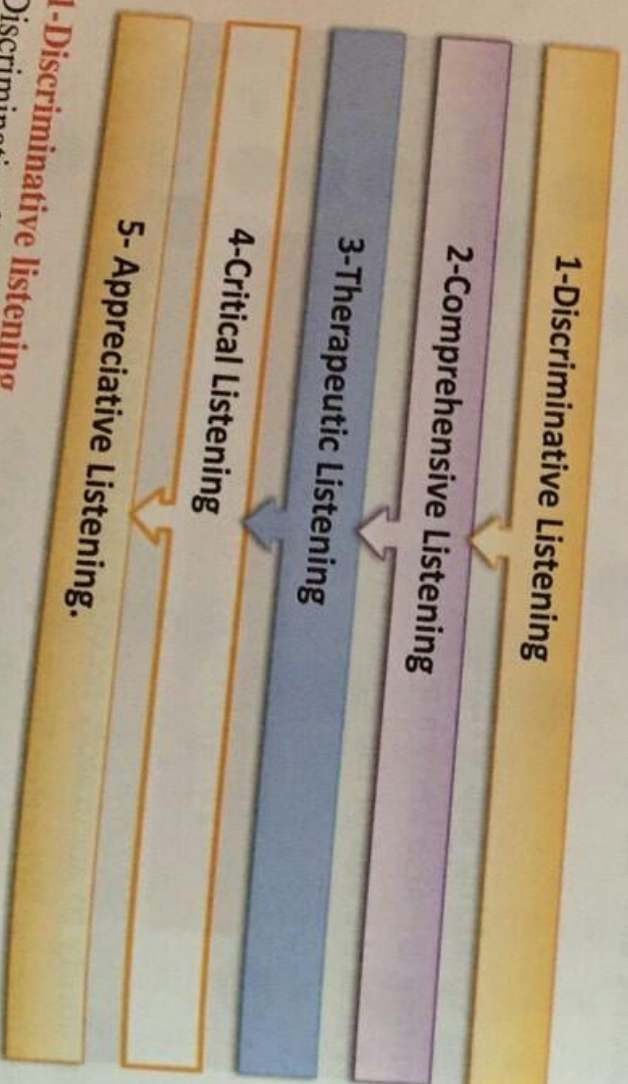 1-Discriminative Listening
2-Comprehensive Listening
3-Therapeutic Listening
4-Critical Listening
5- Appreciative Listening.
1-Discriminative listening